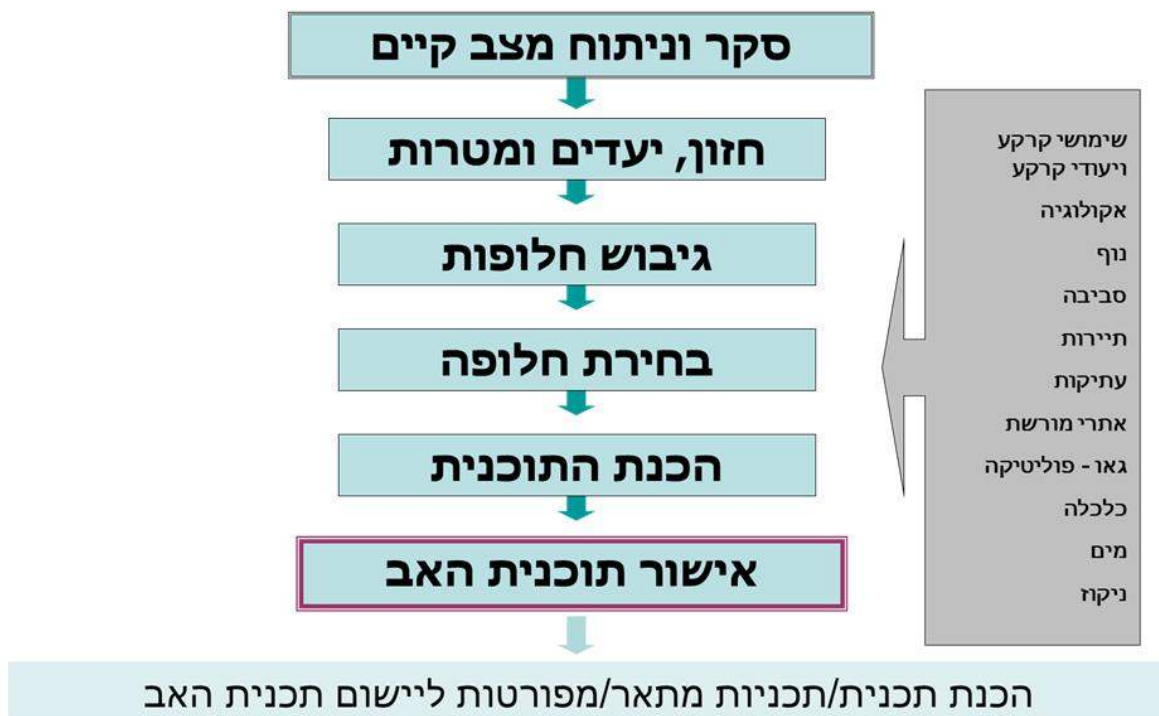 סקר וניתוח מצב קיים
חזון, יעדים ומטרות
גיבוש חלופות
בחירת חלופה
הכנת התוכנית
אישור תוכנית האב
הכנת תכנית/תכניות מתאר/מפורטות ליישום תכנית האב
שימושי קרקע
ויעודי קרקע
אקולוגיה
נוף
סביבה
תיירות
עתיקות
אתרי מורשת
גאו - פוליטיקה
כלכלה
מים
ניקוז